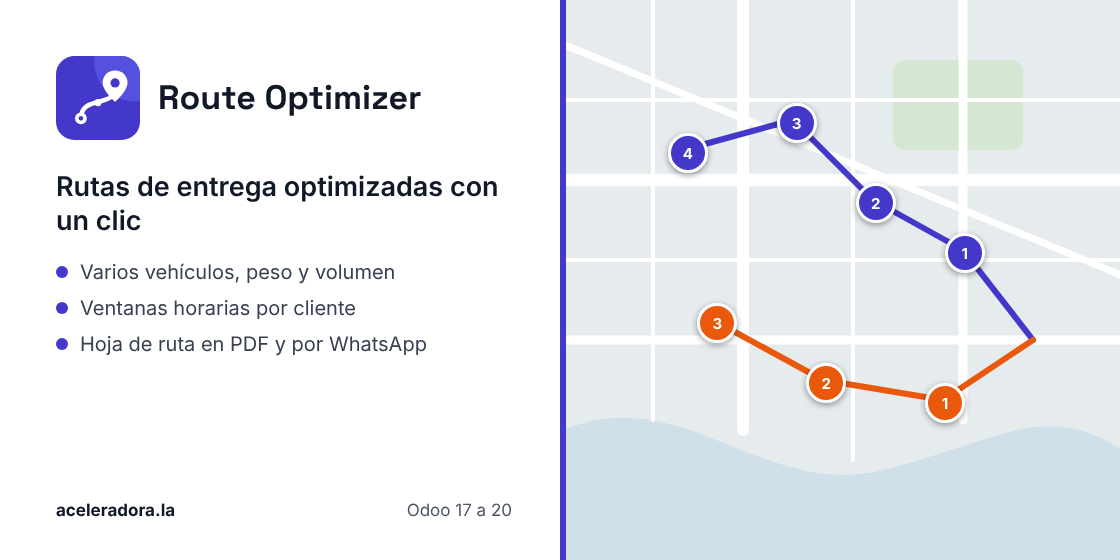 Route Optimizer
Rutas de entrega optimizadas con
un clic
Varios vehículos, peso y volumen
Ventanas horarias por cliente
Hoja de ruta en PDF y por WhatsApp
aceleradora.la
Odoo 17 a 20
3
4
2
1
3
2
1